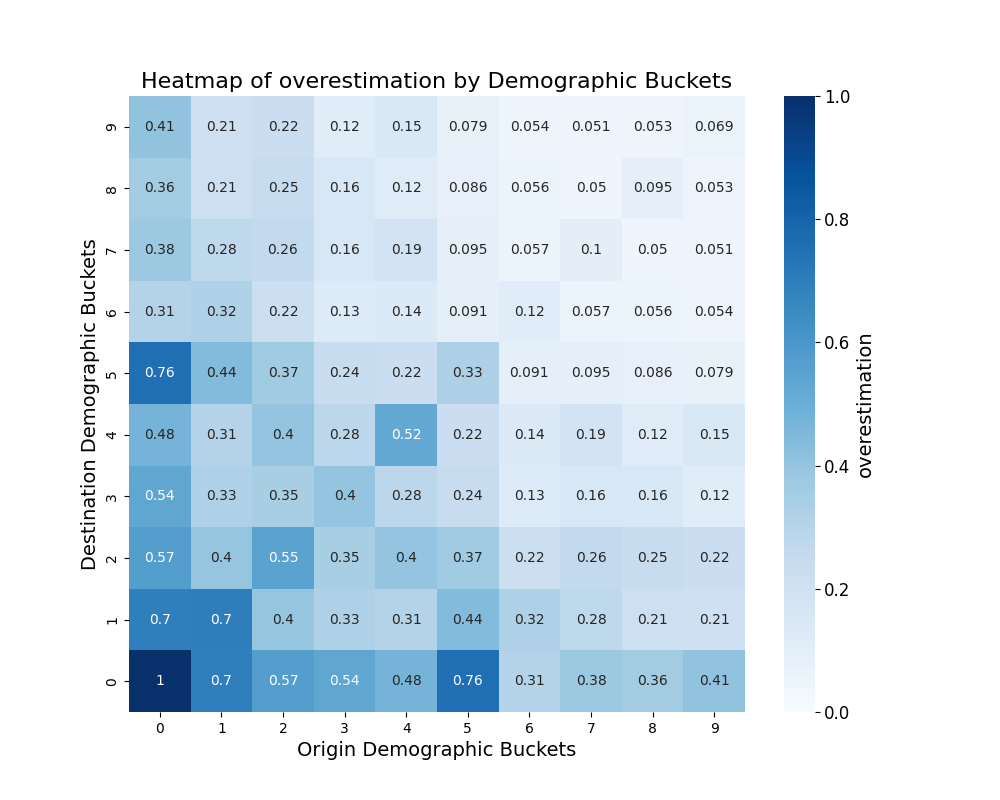 Heatmap of overestimation by Demographic Buckets
9 0.41 0.21 0.22 0.12 0.15 0.079 0.054 0.051 0.053 0.069
8 0.36 0.21 0.25 0.16 0.12 0.086 0.056 0.05 0.095 0.053
7 0.38 0.28 0.26 0.16 0.19 0.095 0.057 0.1 0.05 0.051
6 0.31 0.32 0.22 0.13 0.14 0.091 0.12 0.057 0.056 0.054
5 0.76 0.44 0.37 0.24 0.22 0.33 0.091 0.095 0.086 0.079
4 0.48 0.31 0.4 0.28 0.52 0.22 0.14 0.19 0.12 0.15
3 0.54 0.33 0.35 0.4 0.28 0.24 0.13 0.16 0.16 0.12
2 0.57 0.4 0.55 0.35 0.4 0.37 0.22 0.26 0.25 0.22
1 0.7 0.7 0.4 0.33 0.31 0.44 0.32 0.28 0.21 0.21
0 1 0.7 0.57 0.54 0.48 0.76 0.31 0.38 0.36 0.41
0 1 2 3 4 5 6 7 8 9
Origin Demographic Buckets
Destination Demographic Buckets
1.0
0.8
0.6
0.4
0.2
0.0
overestimation